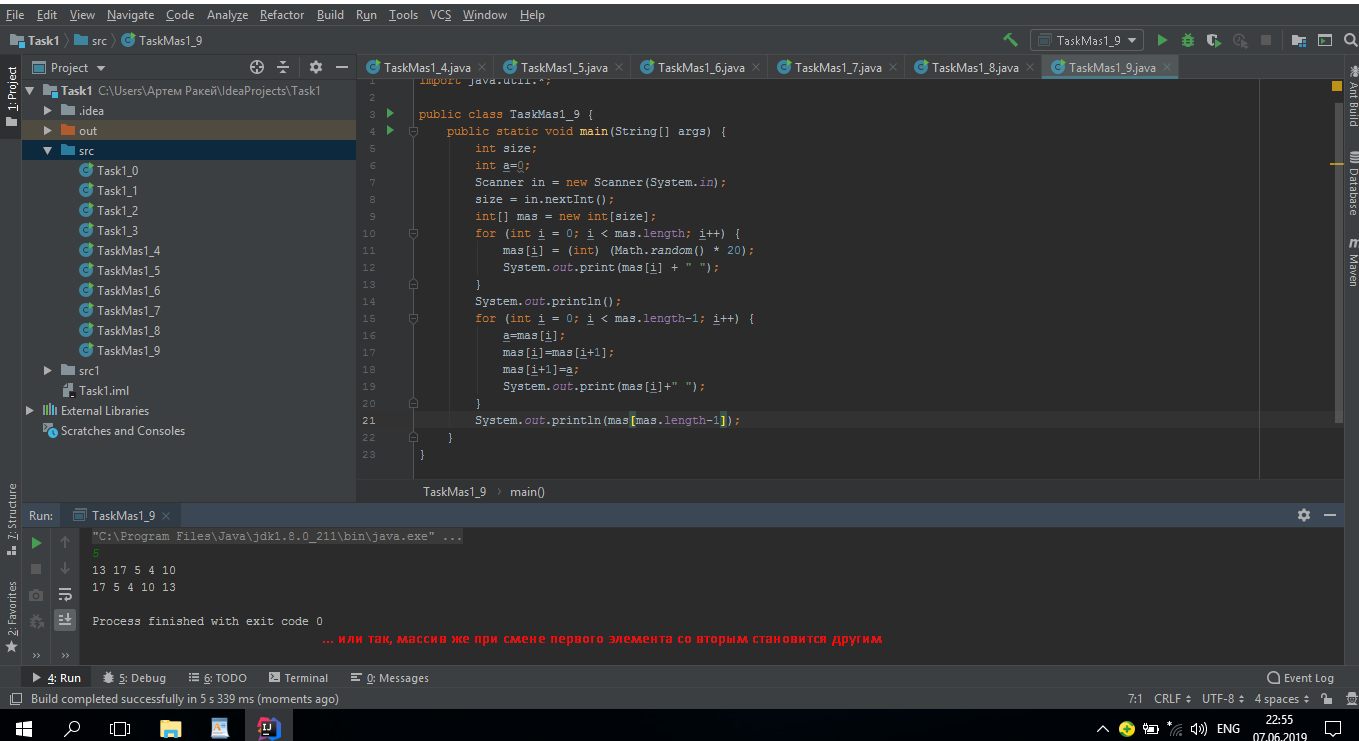 File Edit View Navigate Code Analyze Refactor Build Run Tools VCS Window Help
Task1 src TaskMas1_9
TaskMas1_9
1: Project
Project
TaskMas1_4.java TaskMas1_5.java TaskMas1_6.java TaskMas1_7.java TaskMas1_8.java TaskMas1_9.java
Task1 C:\Users\Артем Ракей\IdeaProjects\Task1
.idea
out
src
Task1_0
Task1_1
Task1_2
Task1_3
TaskMas1_4
TaskMas1_5
TaskMas1_6
TaskMas1_7
TaskMas1_8
TaskMas1_9
src1
Task1.iml
External Libraries
Scratches and Consoles
1 import java.util.*;
2
3 public class TaskMas1_9 {
4 public static void main(String[] args) {
5 int size;
6 int a=0;
7 Scanner in = new Scanner(System.in);
8 size = in.nextInt();
9 int[] mas = new int[size];
10 for (int i = 0; i < mas.length; i++) {
11 mas[i] = (int) (Math.random() * 20);
12 System.out.print(mas[i] + " ");
13 }
14 System.out.println();
15 for (int i = 0; i < mas.length-1; i++) {
16 a=mas[i];
17 mas[i]=mas[i+1];
18 mas[i+1]=a;
19 System.out.print(mas[i]+" ");
20 }
21 System.out.println(mas[mas.length-1]);
22 }
23 }
TaskMas1_9 main()
Ant Build
Database
Maven
7: Structure
2: Favorites
Run: TaskMas1_9
"C:\Program Files\Java\jdk1.8.0_211\bin\java.exe" ...
5
13 17 5 4 10
17 5 4 10 13
Process finished with exit code 0
... или так, массив же при смене первого элемента со вторым становится другим
4: Run 5: Debug 6: TODO Terminal 0: Messages Event Log
Build completed successfully in 5 s 339 ms (moments ago) 7:1 CRLF UTF-8 4 spaces
ENG 22:55
07.06.2019